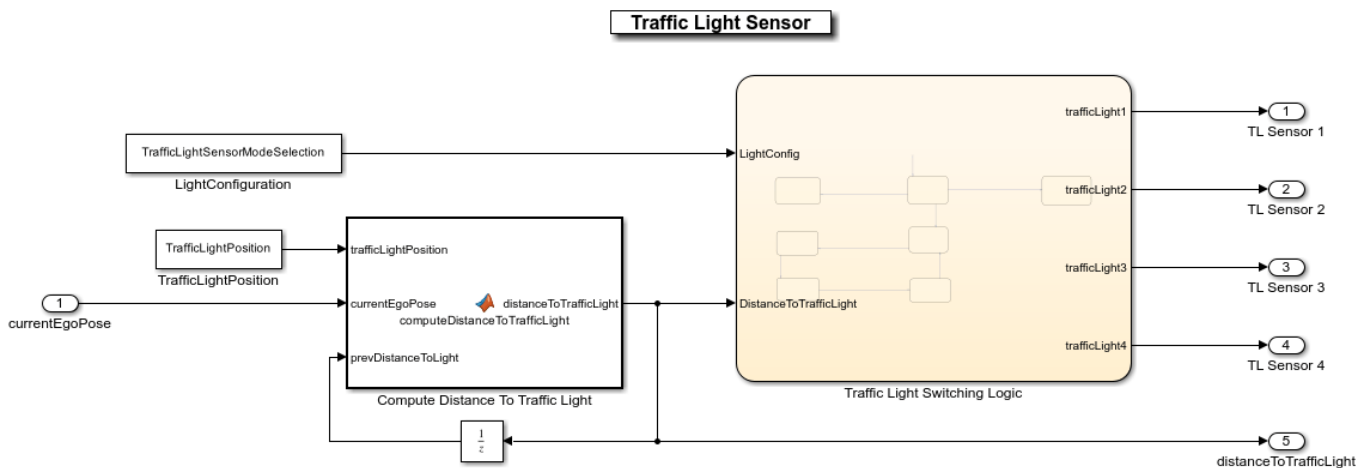 Traffic Light Sensor
TrafficLightSensorModeSelection
LightConfiguration
TrafficLightPosition
TrafficLightPosition
1
currentEgoPose
trafficLightPosition
currentEgoPose
prevDistanceToLight
distanceToTrafficLight
computeDistanceToTrafficLight
Compute Distance To Traffic Light
1
z
LightConfig
DistanceToTrafficLight
trafficLight1
trafficLight2
trafficLight3
trafficLight4
Traffic Light Switching Logic
1
TL Sensor 1
2
TL Sensor 2
3
TL Sensor 3
4
TL Sensor 4
5
distanceToTrafficLight